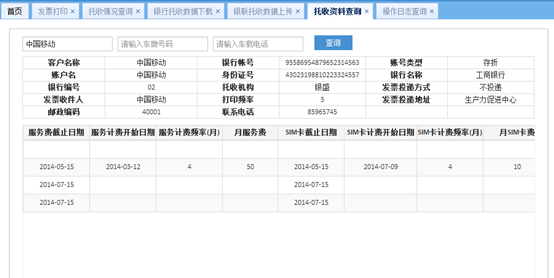 首页 发票打印 × 托收情况查询 × 银行托收数据下载 × 银联托收数据上传 × 托收资料查询 × 操作日志查询 ×
中国移动 请输入车牌号码 请输入车载电话 查询
客户名称 中国移动 银行帐号 95586954879652314563 账号类型 存折
账户名 中国移动 身份证号 43023198810223324557 银行名称 工商银行
银行编号 02 托收机构 银盛 发票投递方式 不投递
发票收件人 中国移动 打印频率 3 发票投递地址 生产力促进中心
邮政编码 40001 联系电话 85965745
服务费截止日期 服务计费开始日期 服务计费频率(月) 月服务费 SIM卡截止日期 SIM卡计费开始日期 SIM卡计费频率(月) 月SIM卡费
2014-05-15 2014-03-12 4 50 2014-05-15 2014-07-09 4 10
2014-07-15 2014-07-15
2014-07-15 2014-07-15